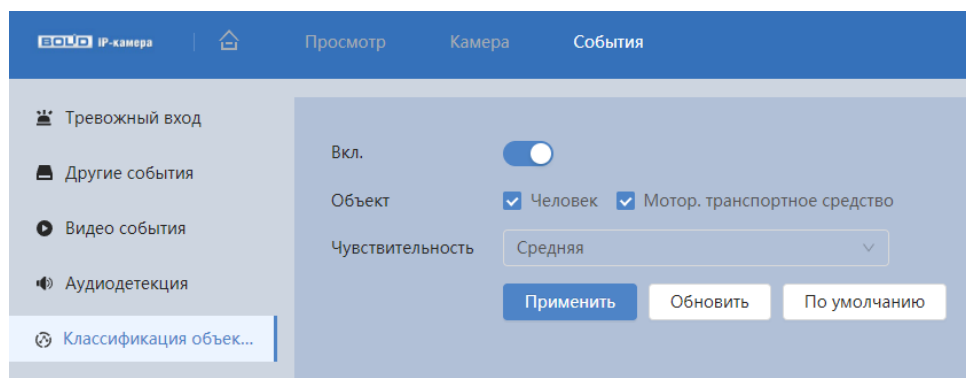 BOLID IP-камера
Просмотр
Камера
События
Тревожный вход
Другие события
Видео события
Аудиодетекция
Классификация объек...
Вкл.
Объект
Человек
Мотор. транспортное средство
Чувствительность
Средняя
Применить
Обновить
По умолчанию